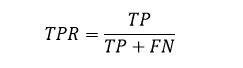 TPR = TP / (TP + FN)